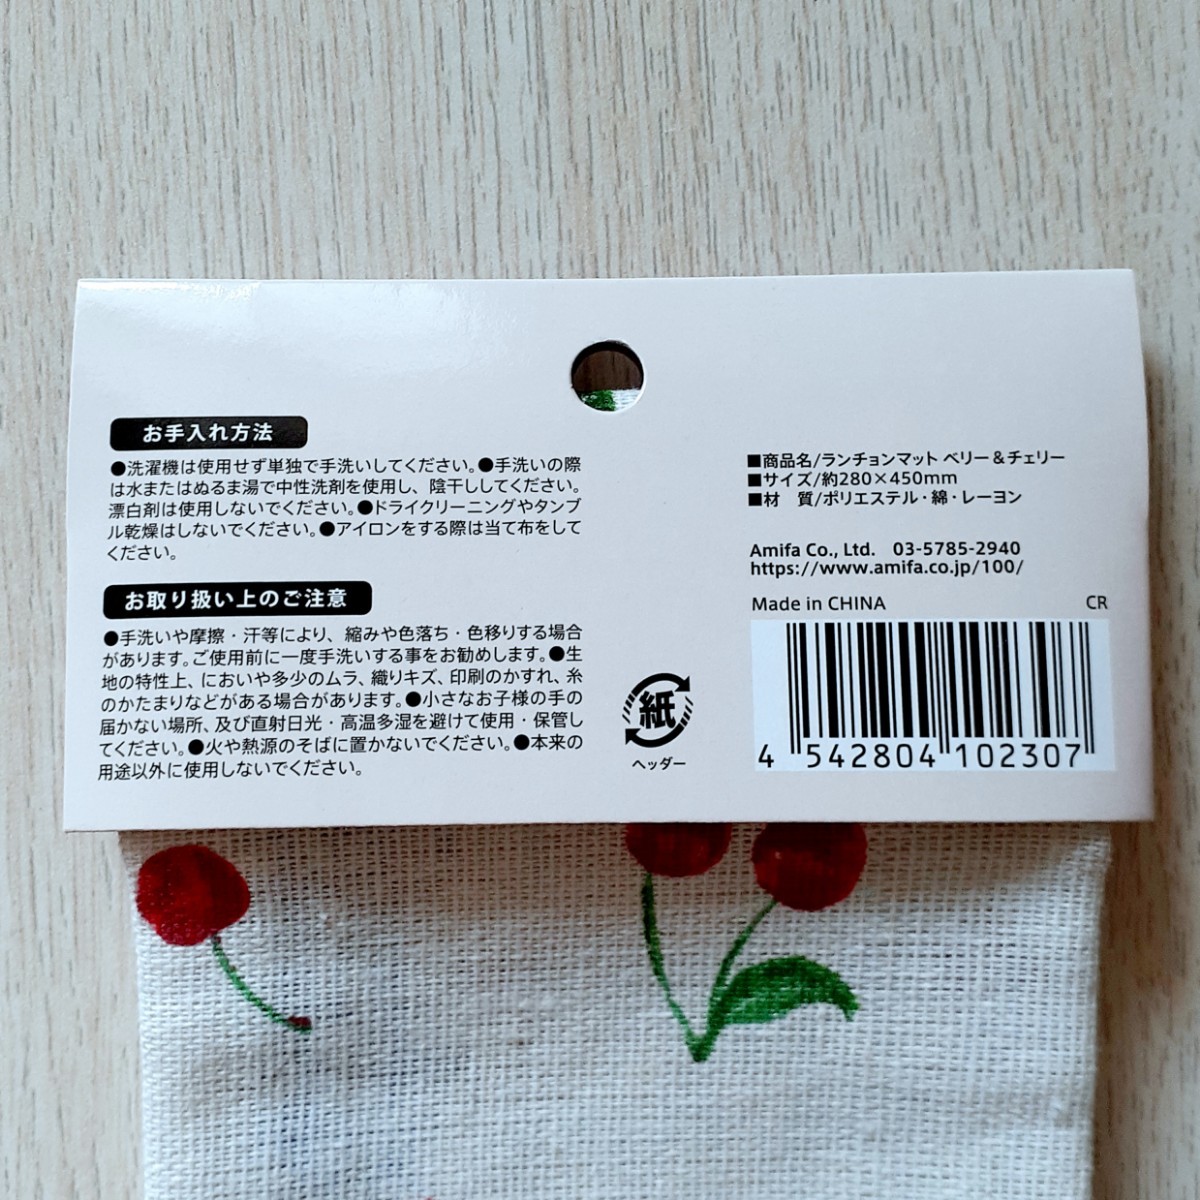 お手入れ方法
●洗濯機は使用せず単独で手洗いしてください。●手洗いの際
は水またはぬるま湯で中性洗剤を使用し、陰干ししてください。
漂白剤は使用しないでください。●ドライクリーニングやタンブ
ル乾燥はしないでください。●アイロンをする際は当て布をして
ください。
お取り扱い上のご注意
●手洗いや摩擦・汗等により、縮みや色落ち・色移りする場合
があります。ご使用前に一度手洗いする事をお勧めします。●生
地の特性上、においや多少のムラ、織りキズ、印刷のかすれ、糸
のかたまりなどがある場合があります。●小さなお子様の手の
届かない場所、及び直射日光・高温多湿を避けて使用・保管し
てください。●火や熱源のそばに置かないでください。●本来の
用途以外に使用しないでください。
紙
ヘッダー
■商品名/ランチョンマット ベリー＆チェリー
■サイズ/約280×450mm
■材　質/ポリエステル・綿・レーヨン
Amifa Co., Ltd.　03-5785-2940
https://www.amifa.co.jp/100/
Made in CHINA　CR
4 542804 102307